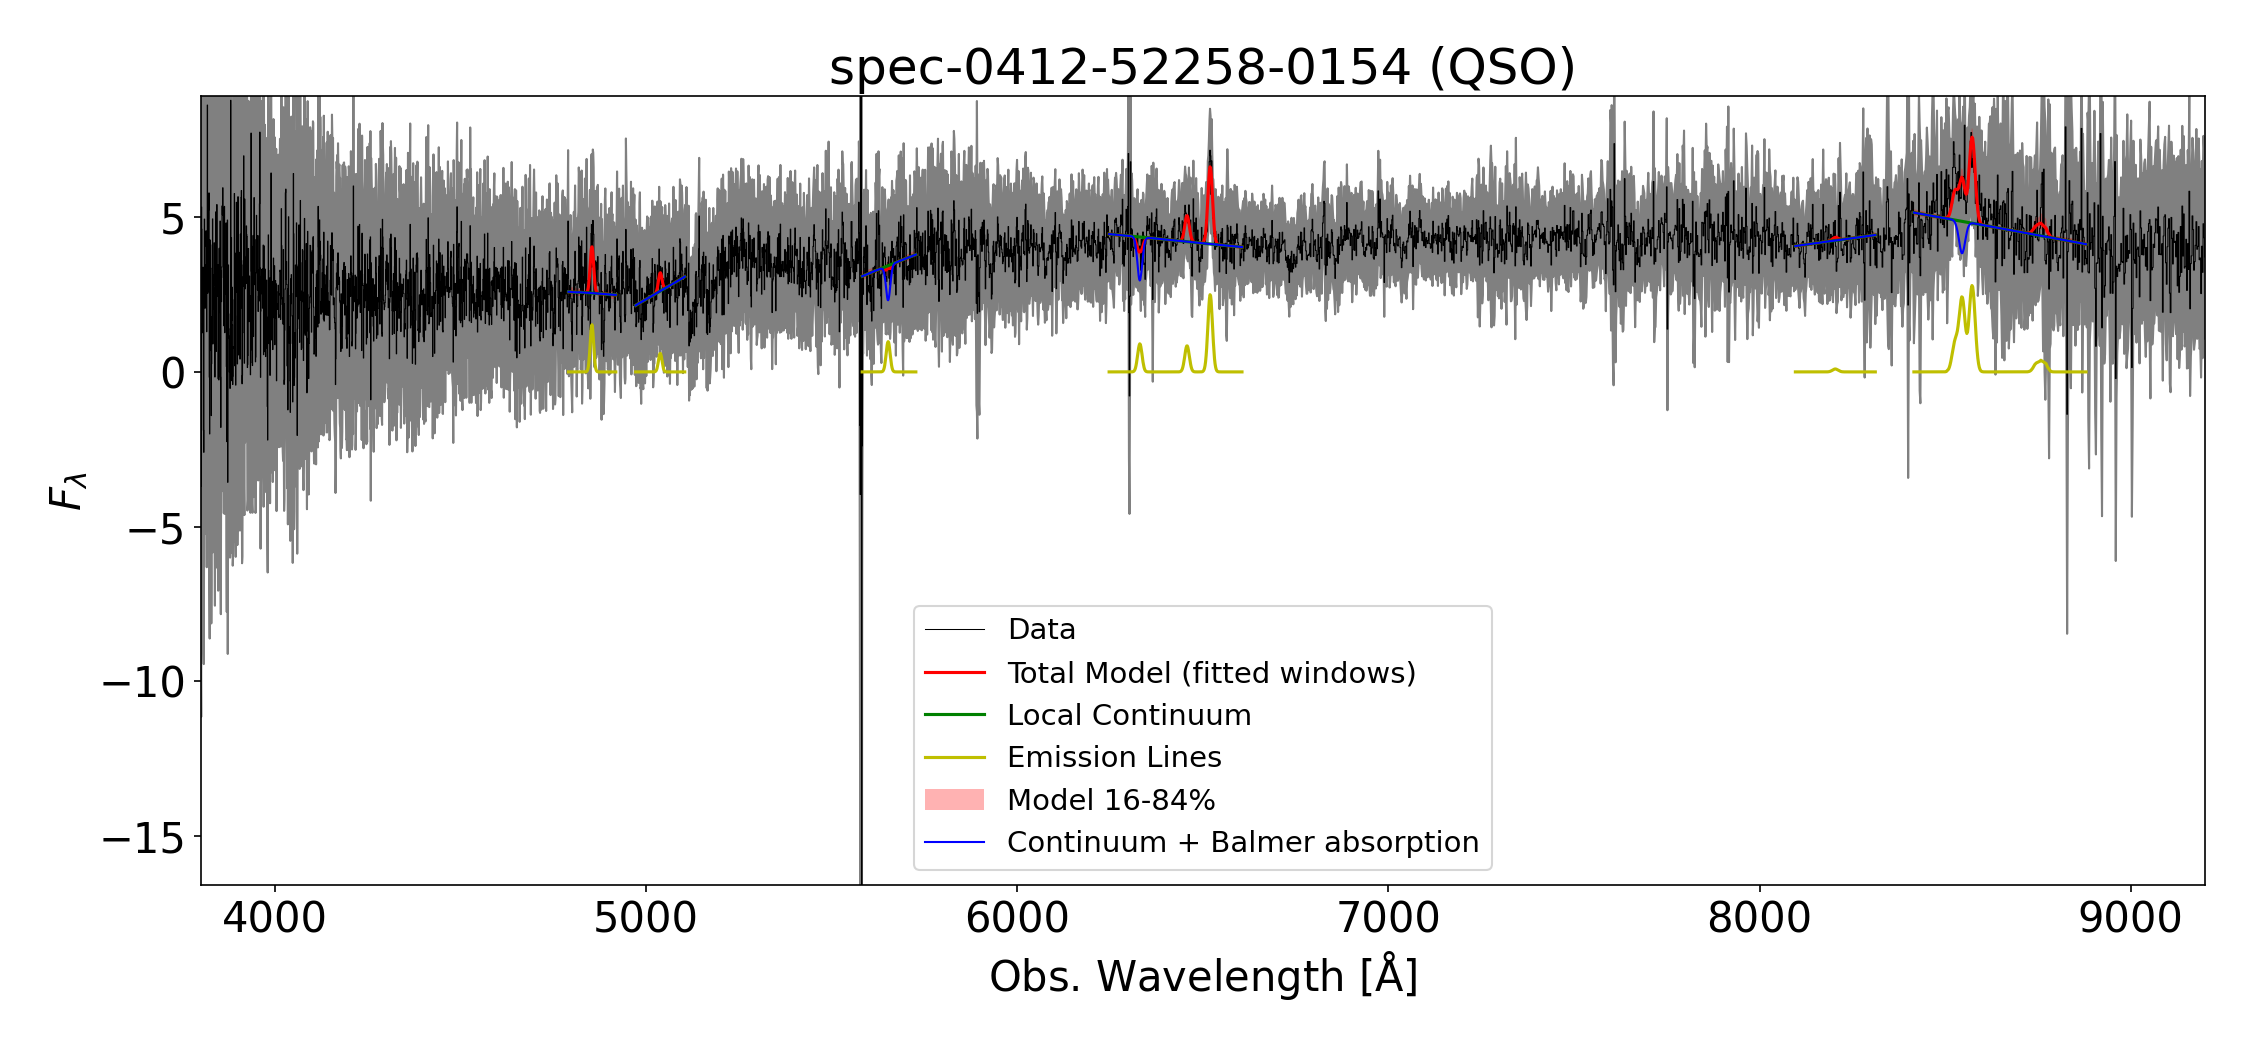 spec-0412-52258-0154 (QSO)
5
0
−5
−10
−15
F_λ
4000 5000 6000 7000 8000 9000
Obs. Wavelength [Å]
Data
Total Model (fitted windows)
Local Continuum
Emission Lines
Model 16-84%
Continuum + Balmer absorption